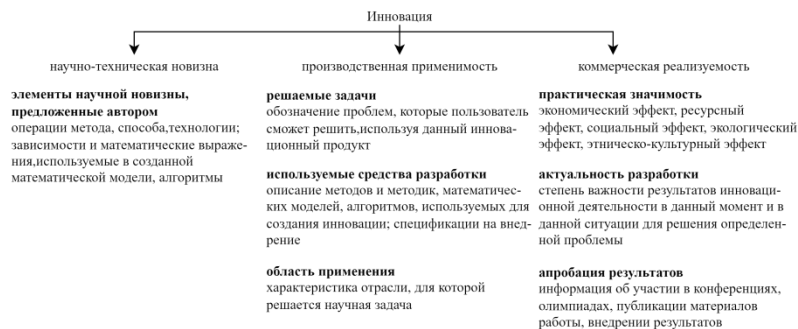 Инновация
научно-техническая новизна
производственная применимость
коммерческая реализуемость
элементы научной новизны,
предложенные автором
операции метода, способа,технологии;
зависимости и математические выраже-
ния,используемые в созданной
математической модели, алгоритмы
решаемые задачи
обозначение проблем, которые пользователь
сможет решить,используя данный иннова-
ционный продукт
используемые средства разработки
описание методов и методик, математичес-
ких моделей, алгоритмов, используемых для
создания инновации; спецификации на внед-
рение
область применения
характеристика отрасли, для которой
решается научная задача
практическая значимость
экономический эффект, ресурсный
эффект, социальный эффект, экологический
эффект, этническо-культурный эффект
актуальность разработки
степень важности результатов инноваци-
онной деятельности в данный момент и в
данной ситуации для решения определен-
ной проблемы
апробация результатов
информация об участии в конференциях,
олимпиадах, публикации материалов
работы, внедрении результатов